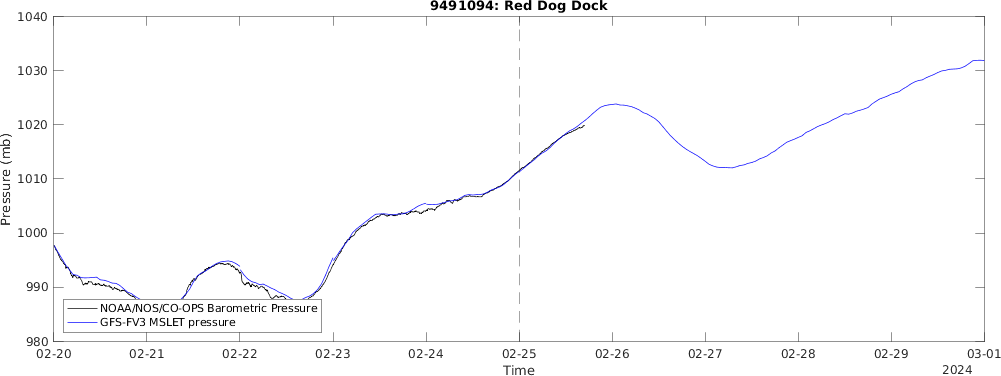 9491094: Red Dog Dock
Pressure (mb)
1040
1030
1020
1010
1000
990
980
NOAA/NOS/CO-OPS Barometric Pressure
GFS-FV3 MSLET pressure
02-20 02-21 02-22 02-23 02-24 02-25 02-26 02-27 02-28 02-29 03-01
Time
2024